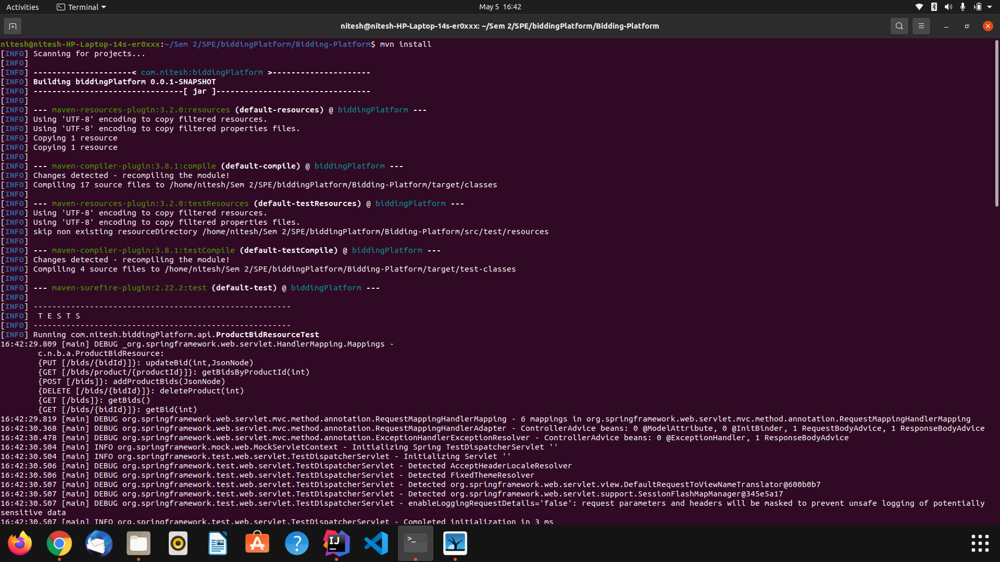 Activities
Terminal
May 5 16:42
nitesh@nitesh-HP-Laptop-14s-er0xxx: ~/Sem 2/SPE/biddingPlatform/Bidding-Platform
nitesh@nitesh-HP-Laptop-14s-er0xxx:~/Sem 2/SPE/biddingPlatform/Bidding-Platform$ mvn install
[INFO] Scanning for projects...
[INFO]
[INFO] ---------------------< com.nitesh:biddingPlatform >---------------------
[INFO] Building biddingPlatform 0.0.1-SNAPSHOT
[INFO] --------------------------------[ jar ]---------------------------------
[INFO]
[INFO] --- maven-resources-plugin:3.2.0:resources (default-resources) @ biddingPlatform ---
[INFO] Using 'UTF-8' encoding to copy filtered resources.
[INFO] Using 'UTF-8' encoding to copy filtered properties files.
[INFO] Copying 1 resource
[INFO] Copying 1 resource
[INFO]
[INFO] --- maven-compiler-plugin:3.8.1:compile (default-compile) @ biddingPlatform ---
[INFO] Changes detected - recompiling the module!
[INFO] Compiling 17 source files to /home/nitesh/Sem 2/SPE/biddingPlatform/Bidding-Platform/target/classes
[INFO]
[INFO] --- maven-resources-plugin:3.2.0:testResources (default-testResources) @ biddingPlatform ---
[INFO] Using 'UTF-8' encoding to copy filtered resources.
[INFO] Using 'UTF-8' encoding to copy filtered properties files.
[INFO] skip non existing resourceDirectory /home/nitesh/Sem 2/SPE/biddingPlatform/Bidding-Platform/src/test/resources
[INFO]
[INFO] --- maven-compiler-plugin:3.8.1:testCompile (default-testCompile) @ biddingPlatform ---
[INFO] Changes detected - recompiling the module!
[INFO] Compiling 4 source files to /home/nitesh/Sem 2/SPE/biddingPlatform/Bidding-Platform/target/test-classes
[INFO]
[INFO] --- maven-surefire-plugin:2.22.2:test (default-test) @ biddingPlatform ---
[INFO]
[INFO] -------------------------------------------------------
[INFO]  T E S T S
[INFO] -------------------------------------------------------
[INFO] Running com.nitesh.biddingPlatform.api.ProductBidResourceTest
16:42:29.809 [main] DEBUG _org.springframework.web.servlet.HandlerMapping.Mappings -
c.n.b.a.ProductBidResource:
{PUT [/bids/{bidId}]}: updateBid(int,JsonNode)
{GET [/bids/product/{productId}]}: getBidsByProductId(int)
{POST [/bids]}: addProductBids(JsonNode)
{DELETE [/bids/{bidId}]}: deleteProduct(int)
{GET [/bids]}: getBids()
{GET [/bids/{bidId}]}: getBid(int)
16:42:29.819 [main] DEBUG org.springframework.web.servlet.mvc.method.annotation.RequestMappingHandlerMapping - 6 mappings in org.springframework.web.servlet.mvc.method.annotation.RequestMappingHandlerMapping
16:42:30.368 [main] DEBUG org.springframework.web.servlet.mvc.method.annotation.RequestMappingHandlerAdapter - ControllerAdvice beans: 0 @ModelAttribute, 0 @InitBinder, 1 RequestBodyAdvice, 1 ResponseBodyAdvice
16:42:30.478 [main] DEBUG org.springframework.web.servlet.mvc.method.annotation.ExceptionHandlerExceptionResolver - ControllerAdvice beans: 0 @ExceptionHandler, 1 ResponseBodyAdvice
16:42:30.504 [main] INFO org.springframework.mock.web.MockServletContext - Initializing Spring TestDispatcherServlet ''
16:42:30.504 [main] INFO org.springframework.test.web.servlet.TestDispatcherServlet - Initializing Servlet ''
16:42:30.506 [main] DEBUG org.springframework.test.web.servlet.TestDispatcherServlet - Detected AcceptHeaderLocaleResolver
16:42:30.506 [main] DEBUG org.springframework.test.web.servlet.TestDispatcherServlet - Detected FixedThemeResolver
16:42:30.507 [main] DEBUG org.springframework.test.web.servlet.TestDispatcherServlet - Detected org.springframework.web.servlet.view.DefaultRequestToViewNameTranslator@600b0b7
16:42:30.507 [main] DEBUG org.springframework.test.web.servlet.TestDispatcherServlet - Detected org.springframework.web.servlet.support.SessionFlashMapManager@345e5a17
16:42:30.507 [main] DEBUG org.springframework.test.web.servlet.TestDispatcherServlet - enableLoggingRequestDetails='false': request parameters and headers will be masked to prevent unsafe logging of potentially
sensitive data
16:42:30.507 [main] INFO org.springframework.test.web.servlet.TestDispatcherServlet - Completed initialization in 3 ms